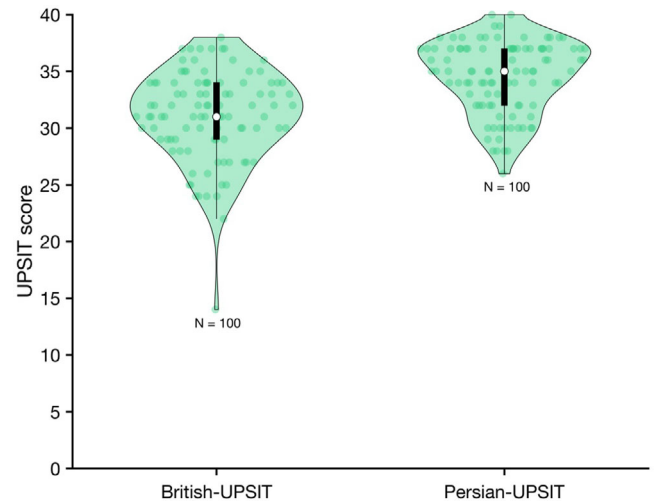 UPSIT score
40
35
30
25
20
15
10
5
0
N = 100
N = 100
British-UPSIT
Persian-UPSIT